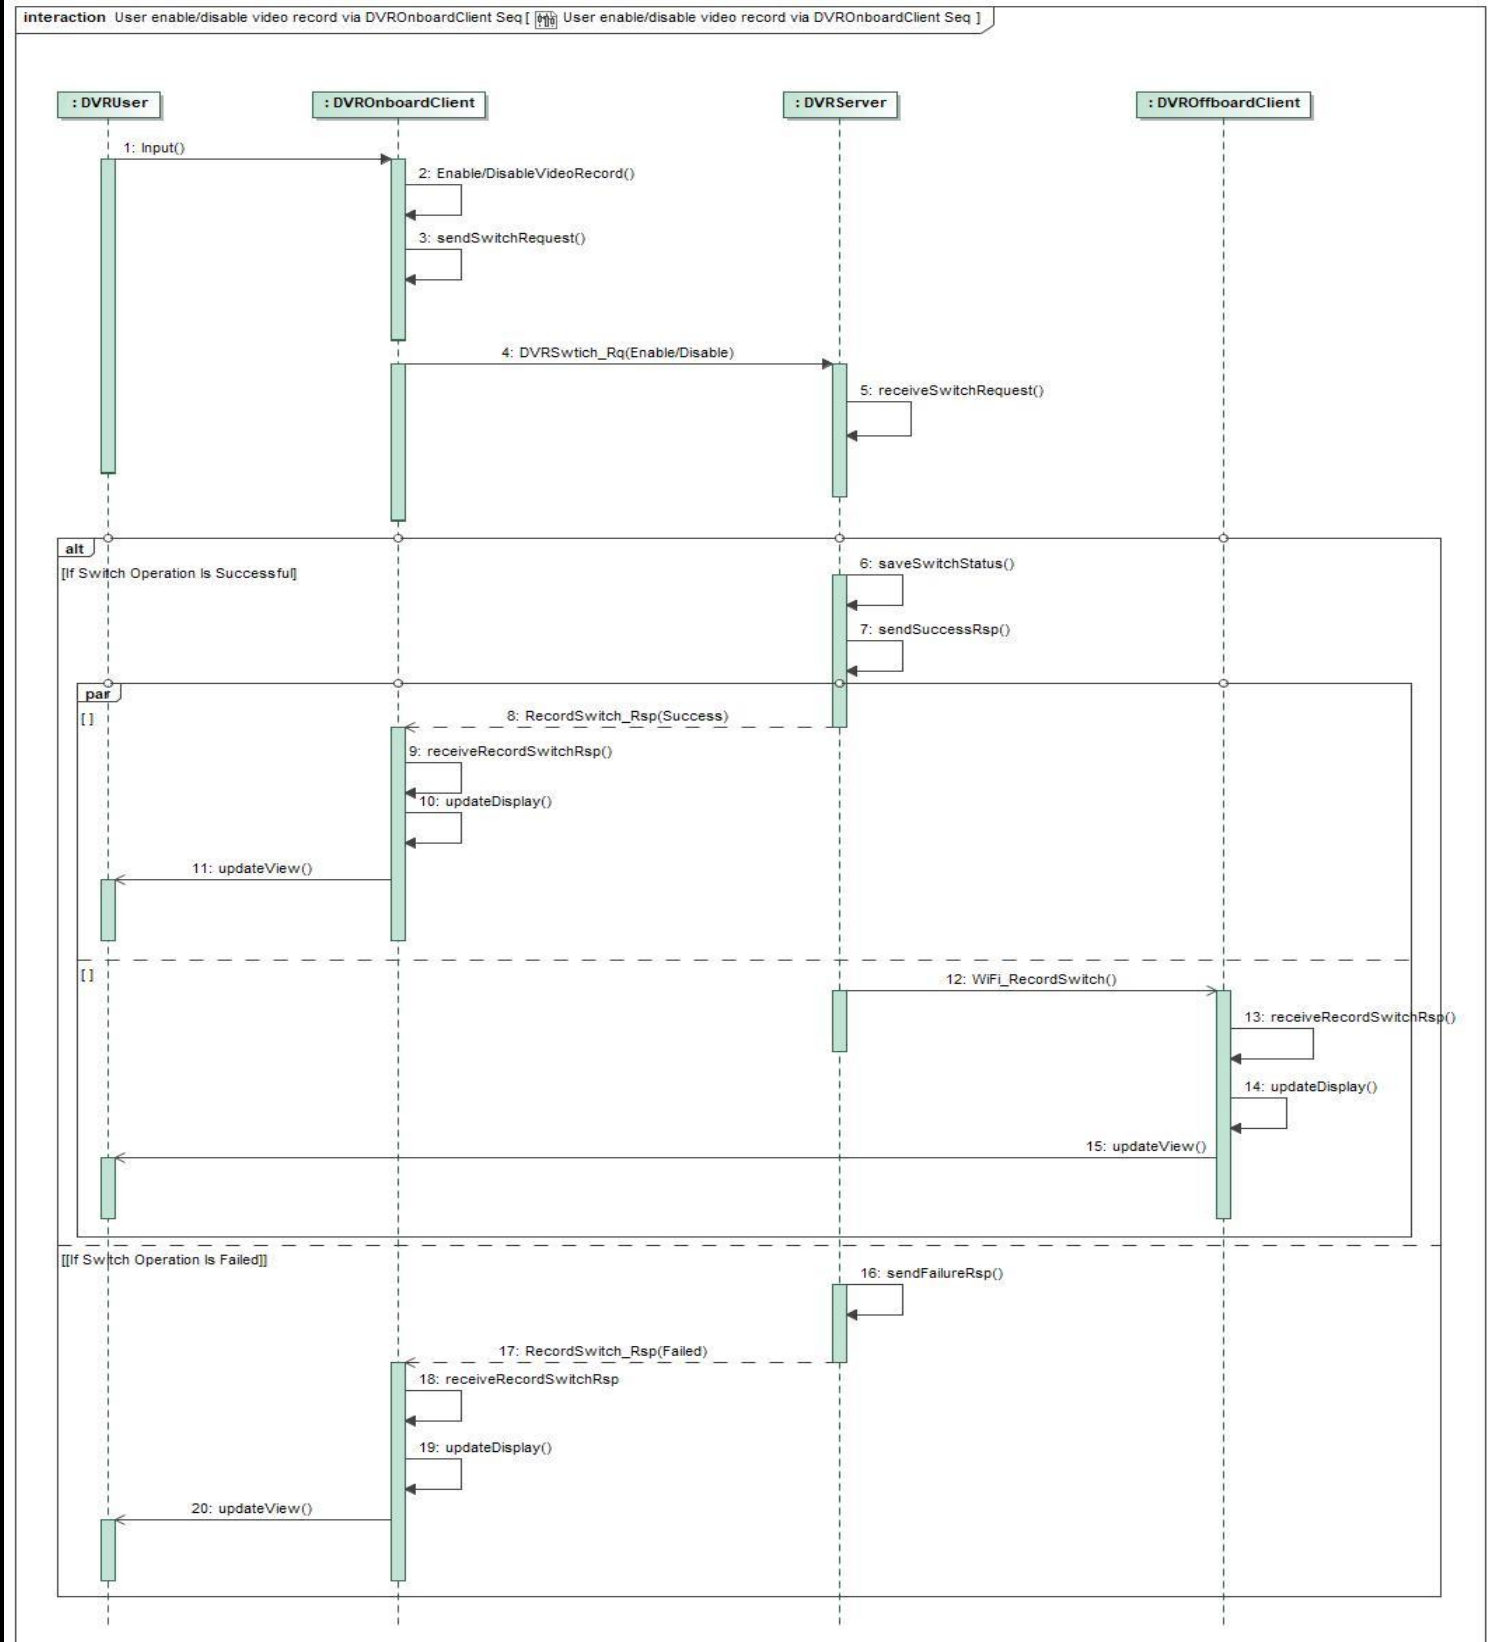 interaction User enable/disable video record via DVROnboardClient Seq [ User enable/disable video record via DVROnboardClient Seq ]
: DVRUser
: DVROnboardClient
: DVRServer
: DVROffboardClient
1: Input()
2: Enable/DisableVideoRecord()
3: sendSwitchRequest()
4: DVRSwtich_Rq(Enable/Disable)
5: receiveSwitchRequest()
alt
[If Switch Operation Is Successful]
6: saveSwitchStatus()
7: sendSuccessRsp()
par
[ ]
8: RecordSwitch_Rsp(Success)
9: receiveRecordSwitchRsp()
10: updateDisplay()
11: updateView()
[ ]
12: WiFi_RecordSwitch()
13: receiveRecordSwitchRsp()
14: updateDisplay()
15: updateView()
[[If Switch Operation Is Failed]]
16: sendFailureRsp()
17: RecordSwitch_Rsp(Failed)
18: receiveRecordSwitchRsp
19: updateDisplay()
20: updateView()